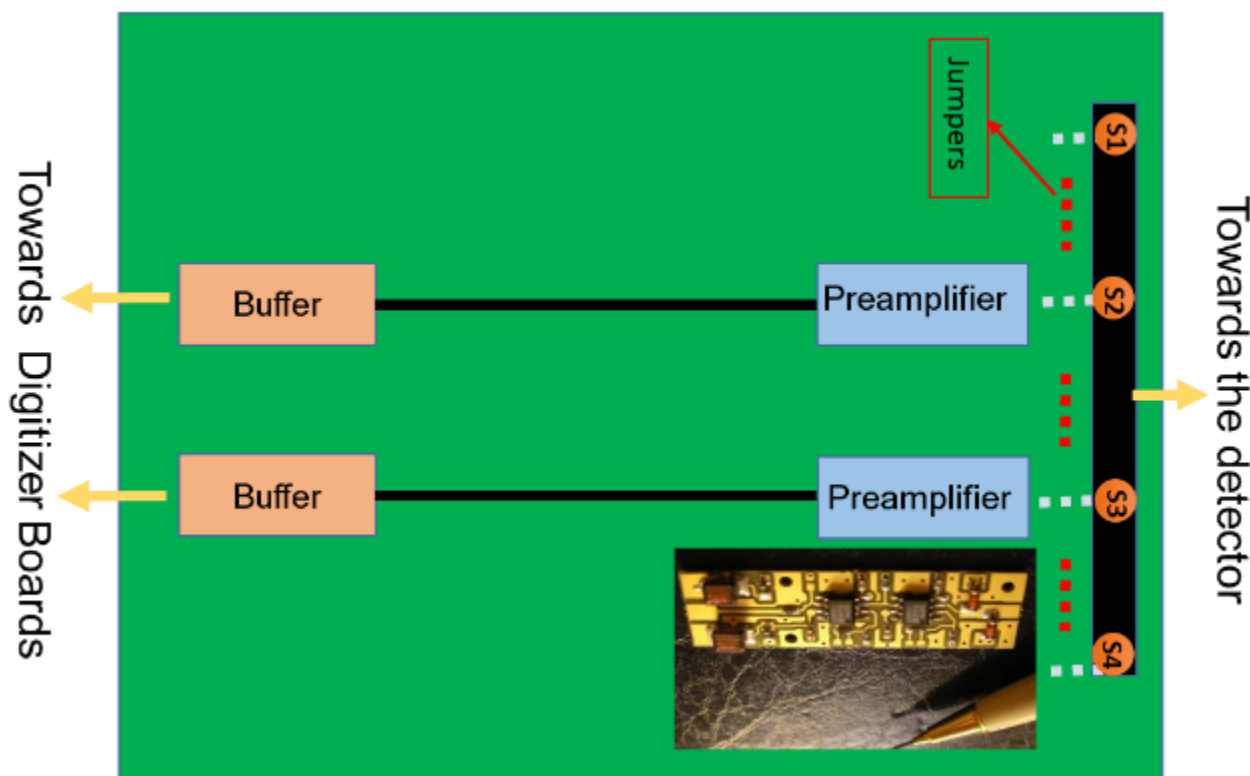 Jumpers
S1
Buffer
Preamplifier
S2
Buffer
Preamplifier
S3
S4
Towards Digitizer Boards
Towards the detector